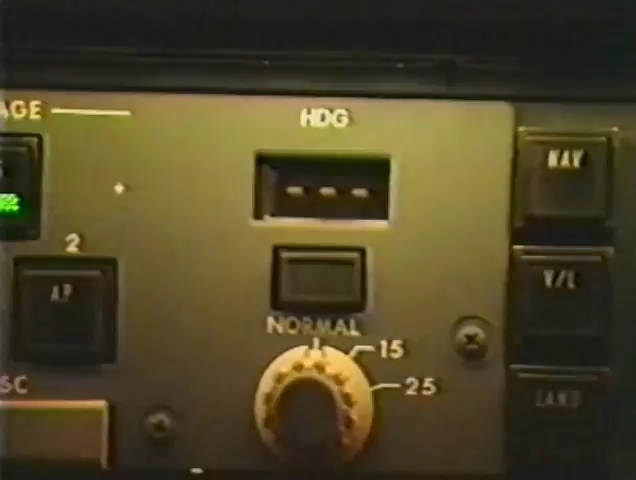 AGE
HDG
- - -
NAV
2
AP
V/L
NORMAL
15
25
SC
LAND